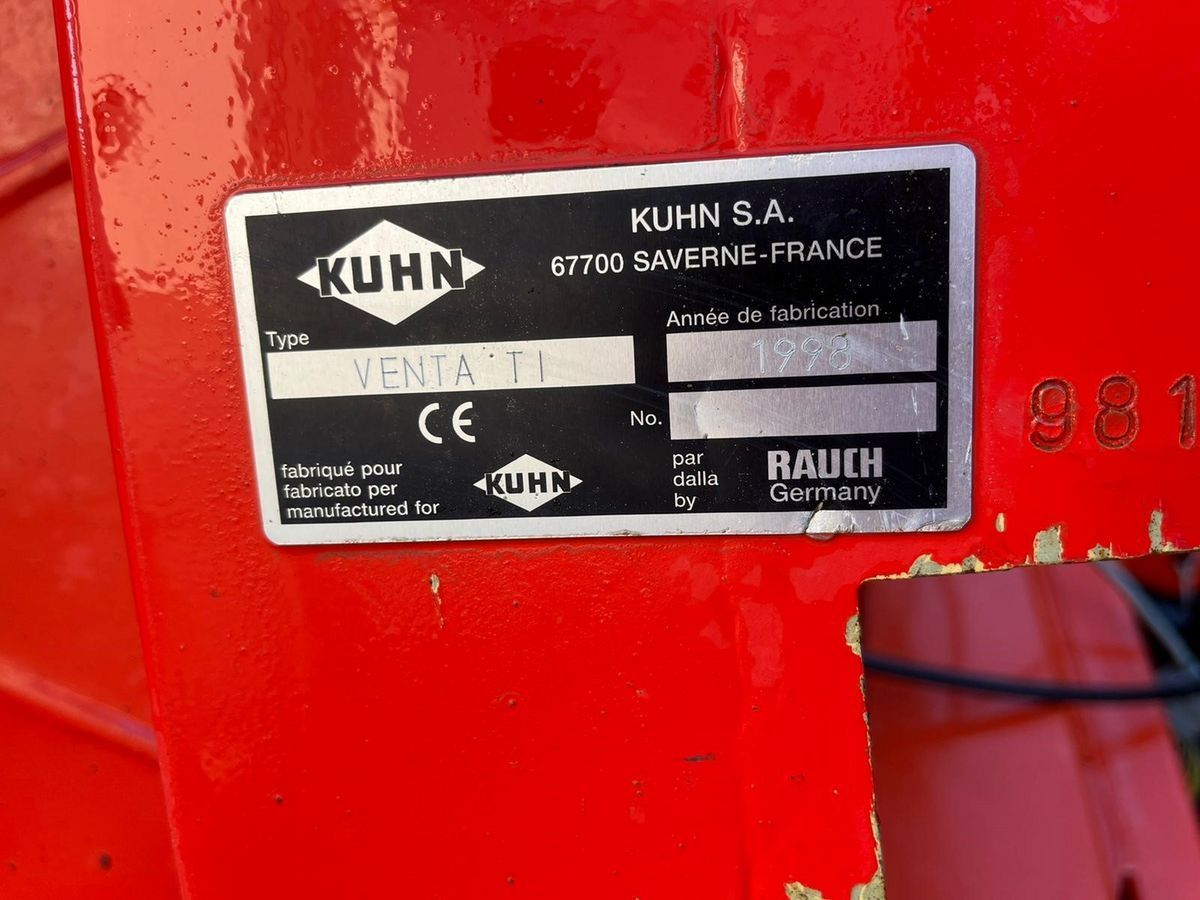 KUHN
KUHN S.A.
67700 SAVERNE-FRANCE
Type
VENTA TI
Année de fabrication
1998
CE
No.
fabriqué pour
fabricato per
manufactured for
KUHN
par
dalla
by
RAUCH
Germany
981